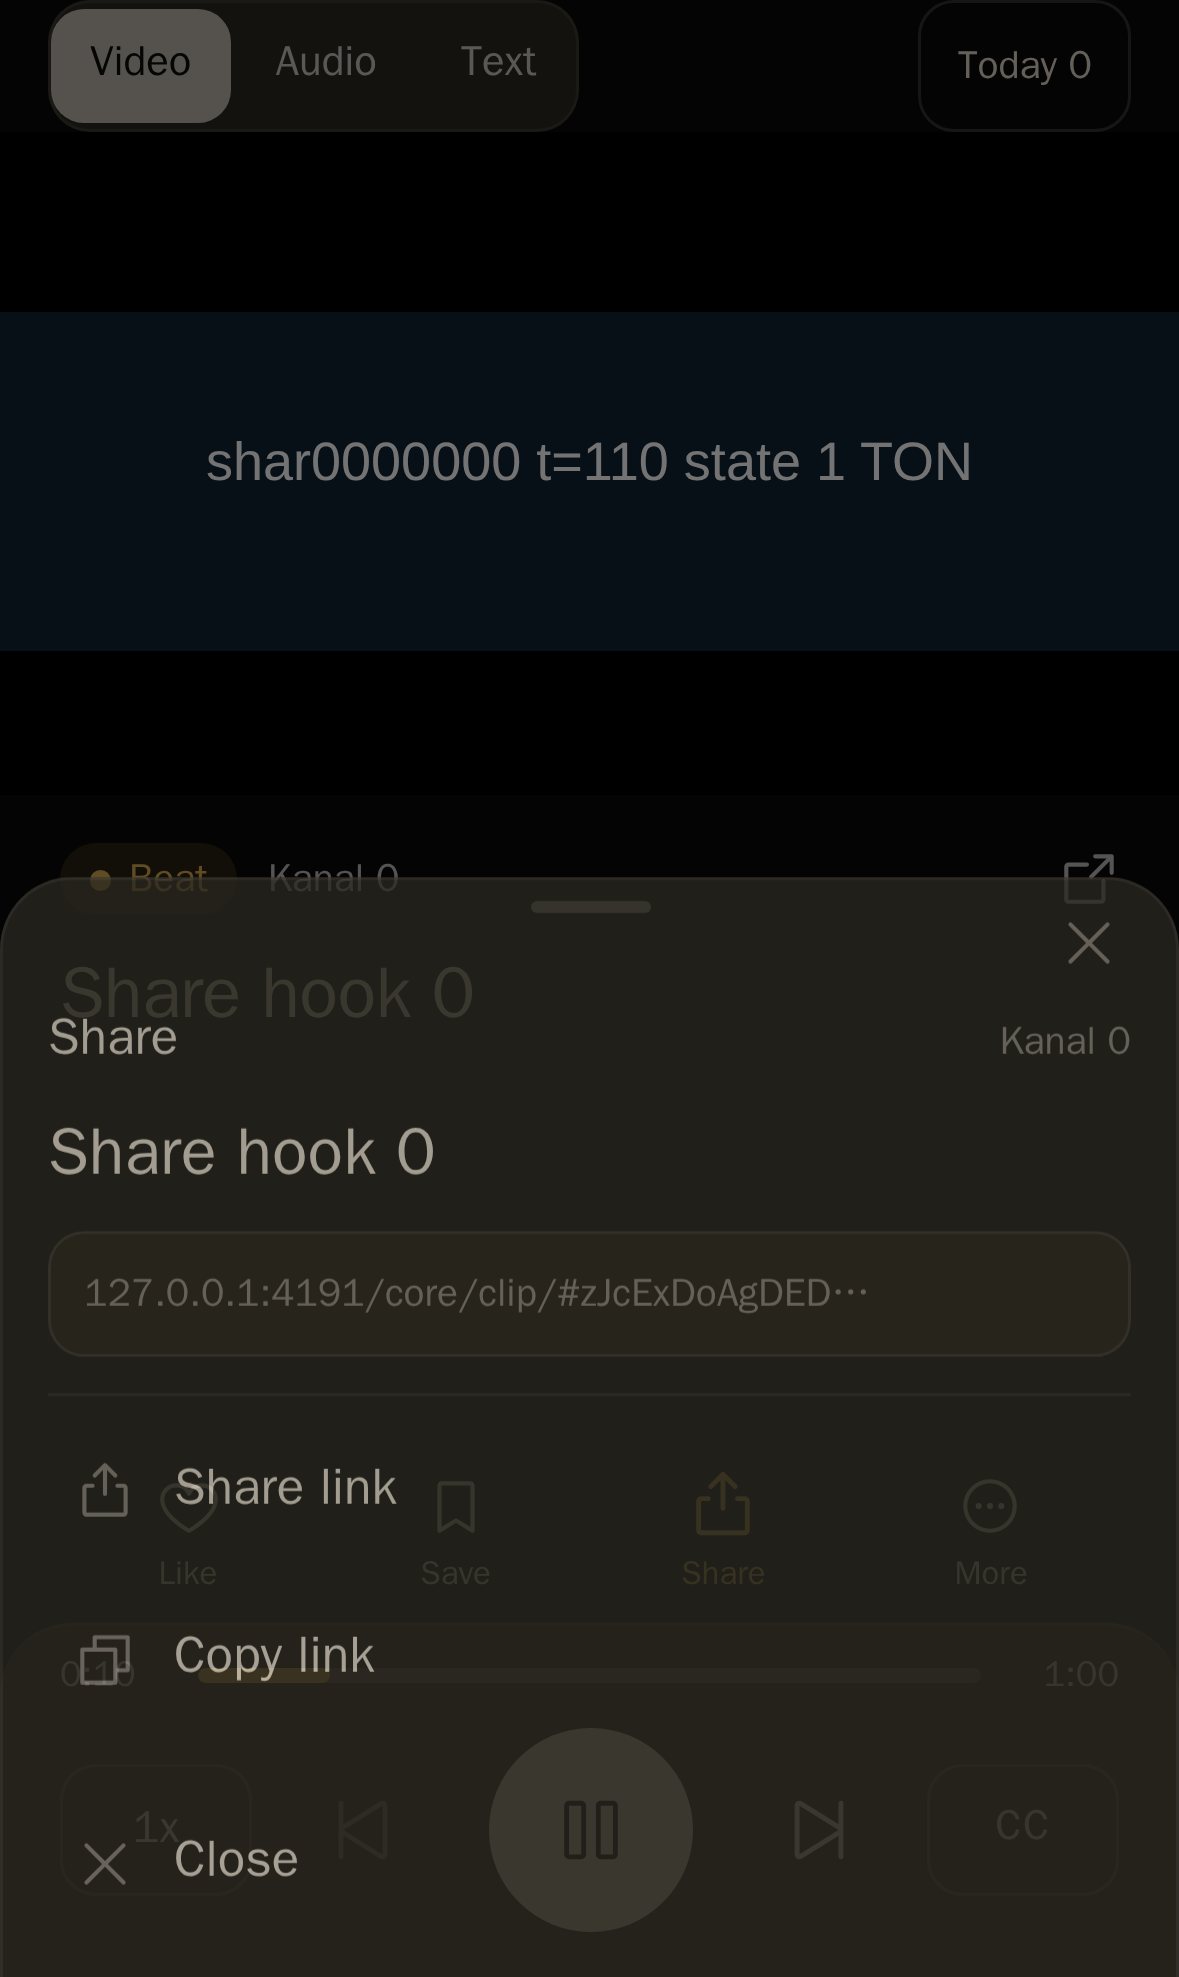 Video Audio Text Today 0
shar0000000 t=110 state 1 TON
Beat Kanal 0
Share hook 0
Share Kanal 0
Share hook 0
127.0.0.1:4191/core/clip/#zJcExDoAgDED···
Share link
Like Save Share More
Copy link
0:10 1:00
1x CC
Close